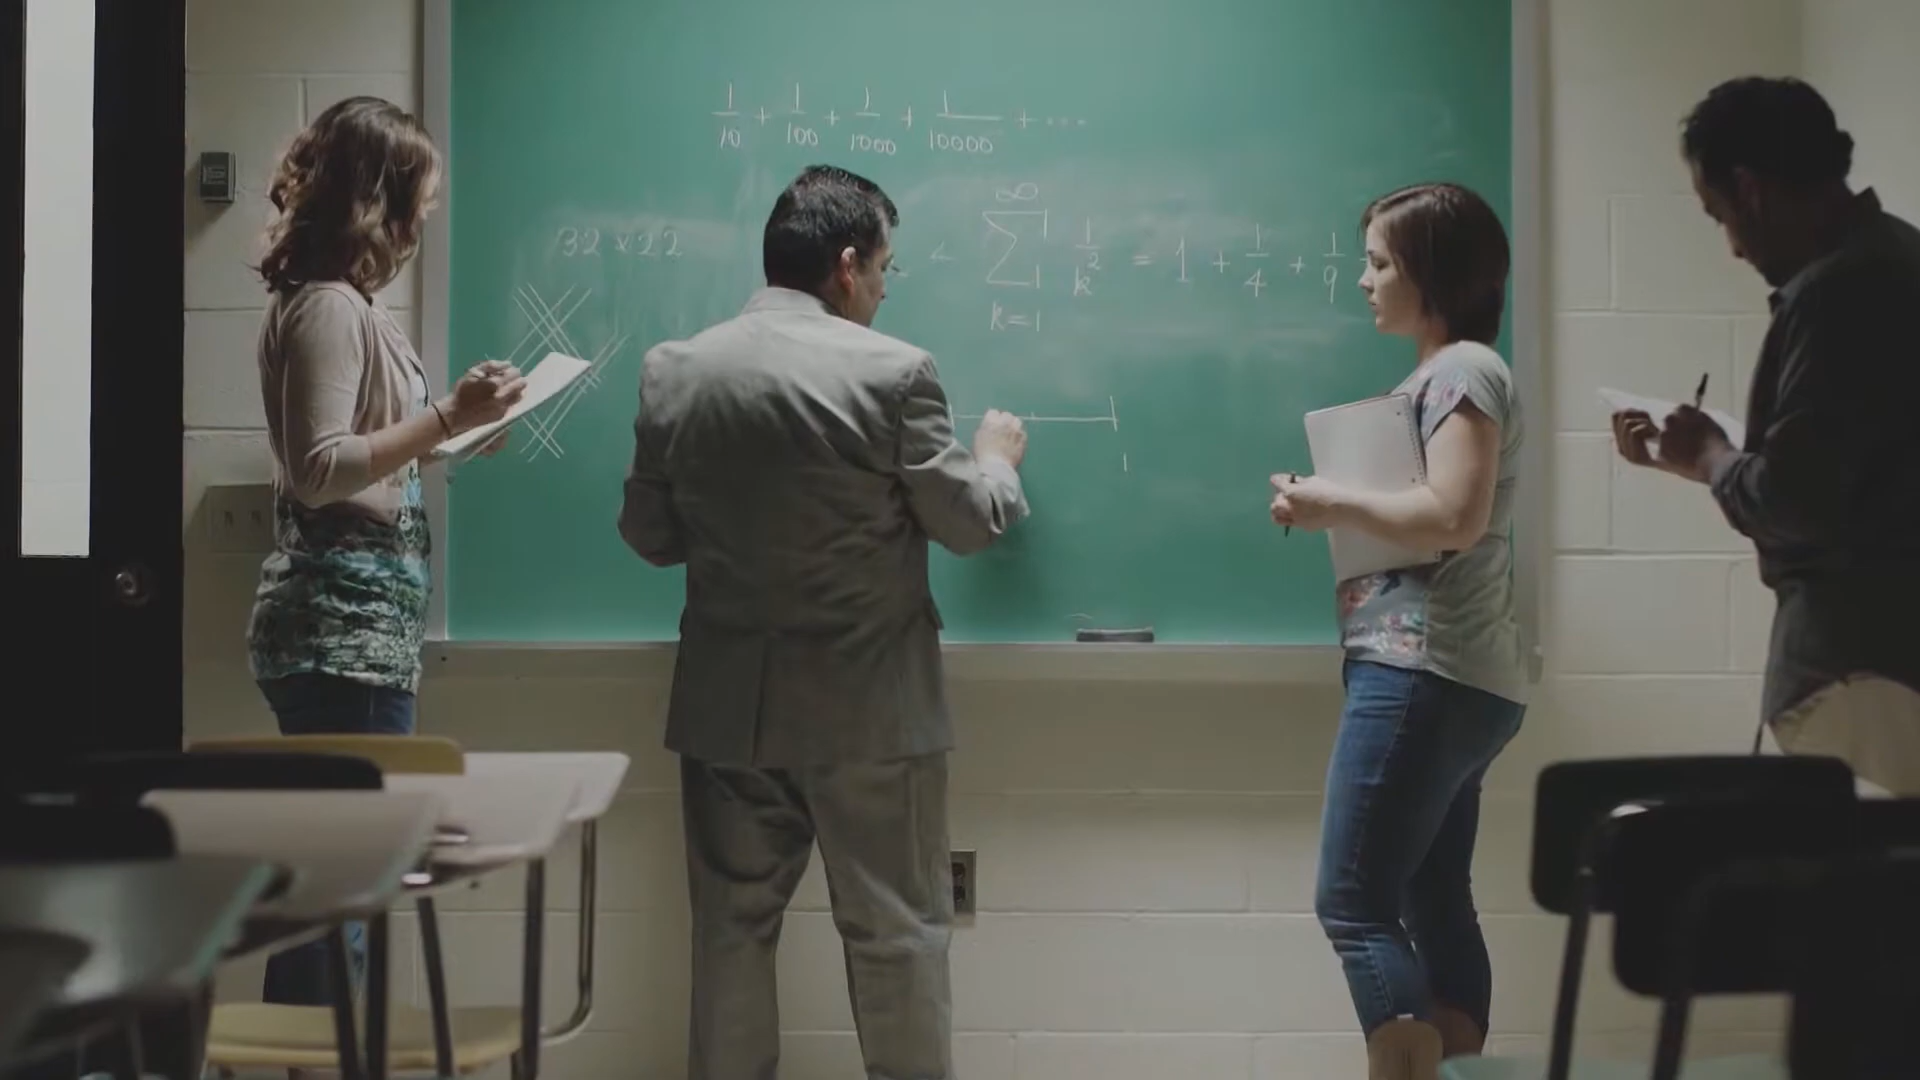 1/10 + 1/100 + 1/1000 + 1/10000 + ...
32 x 22
< ∞ ∑ k=1 1/k² = 1 + 1/4 + 1/9
1